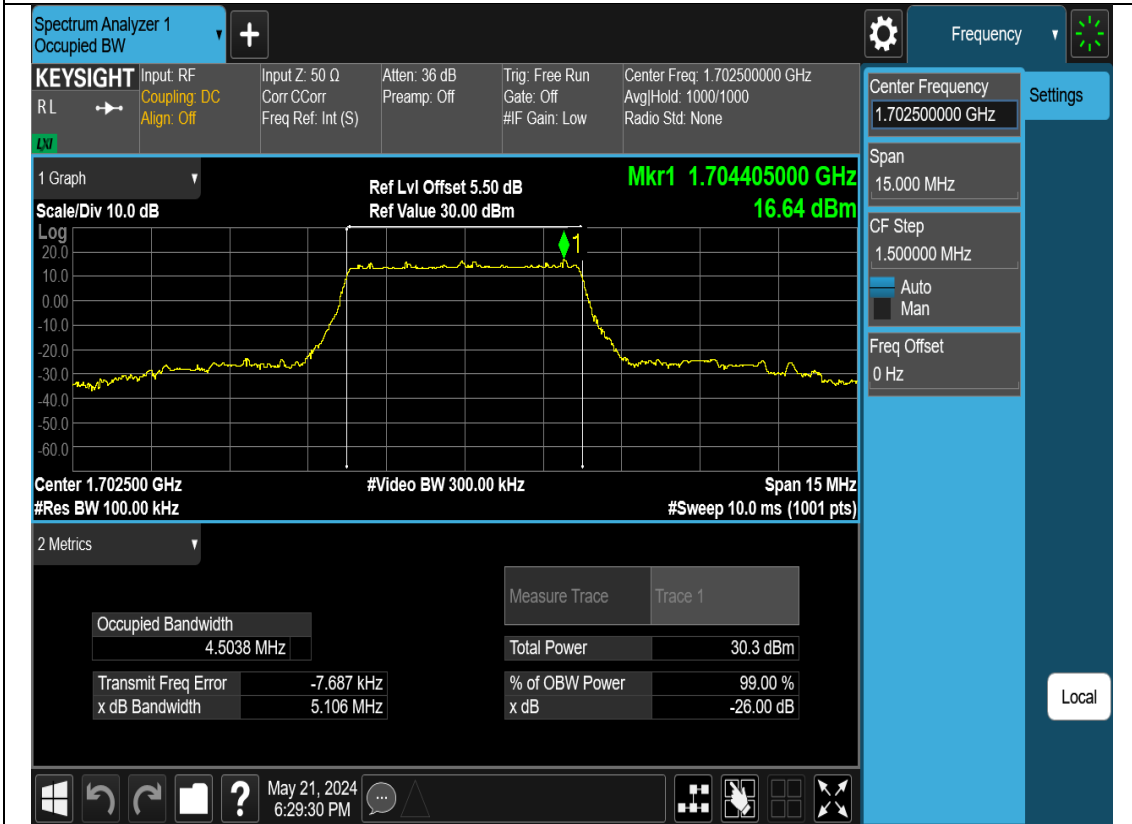 Spectrum Analyzer 1
Occupied BW
+
Frequency
KEYSIGHT
R L
LXI
Input: RF
Coupling: DC
Align: Off
Input Z: 50 Ω
Corr CCorr
Freq Ref: Int (S)
Atten: 36 dB
Preamp: Off
Trig: Free Run
Gate: Off
#IF Gain: Low
Center Freq: 1.702500000 GHz
Avg|Hold: 1000/1000
Radio Std: None
Center Frequency
1.702500000 GHz
Settings
Span
15.000 MHz
CF Step
1.500000 MHz
Auto
Man
Freq Offset
0 Hz
Local
1 Graph
Scale/Div 10.0 dB
Ref Lvl Offset 5.50 dB
Ref Value 30.00 dBm
Mkr1 1.704405000 GHz
16.64 dBm
Log
20.0
10.0
0.00
-10.0
-20.0
-30.0
-40.0
-50.0
-60.0
1
Center 1.702500 GHz
#Res BW 100.00 kHz
#Video BW 300.00 kHz
Span 15 MHz
#Sweep 10.0 ms (1001 pts)
2 Metrics
Measure Trace Trace 1
Occupied Bandwidth
4.5038 MHz
Total Power 30.3 dBm
Transmit Freq Error -7.687 kHz
% of OBW Power 99.00 %
x dB Bandwidth 5.106 MHz
x dB -26.00 dB
?
May 21, 2024
6:29:30 PM